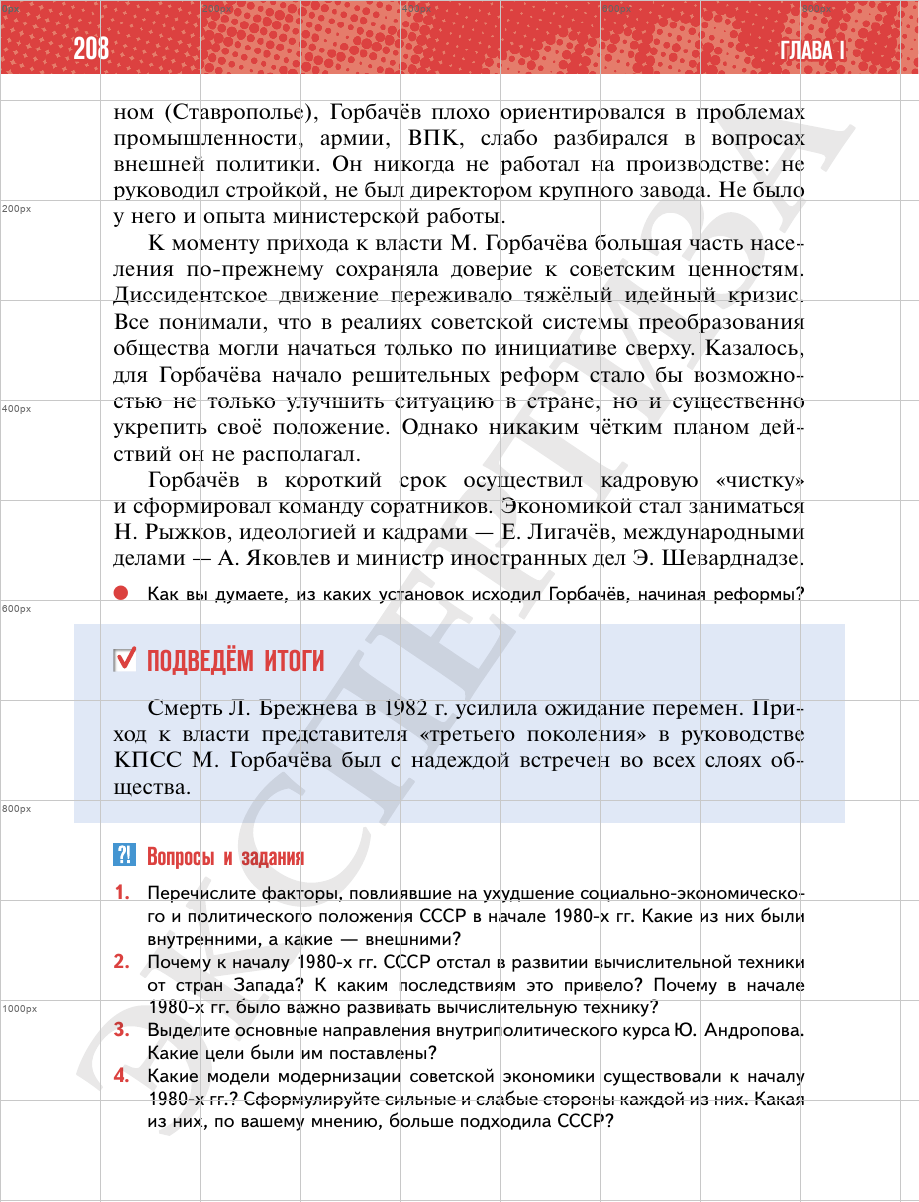 208
ГЛАВА I
ном (Ставрополье), Горбачёв плохо ориентировался в проблемах
промышленности, армии, ВПК, слабо разбирался в вопросах
внешней политики. Он никогда не работал на производстве: не
руководил стройкой, не был директором крупного завода. Не было
у него и опыта министерской работы.
К моменту прихода к власти М. Горбачёва большая часть насе-
ления по-прежнему сохраняла доверие к советским ценностям.
Диссидентское движение переживало тяжёлый идейный кризис.
Все понимали, что в реалиях советской системы преобразования
общества могли начаться только по инициативе сверху. Казалось,
для Горбачёва начало решительных реформ стало бы возможно-
стью не только улучшить ситуацию в стране, но и существенно
укрепить своё положение. Однако никаким чётким планом дей-
ствий он не располагал.
Горбачёв в короткий срок осуществил кадровую «чистку»
и сформировал команду соратников. Экономикой стал заниматься
Н. Рыжков, идеологией и кадрами — Е. Лигачёв, международными
делами — А. Яковлев и министр иностранных дел Э. Шеварднадзе.
Как вы думаете, из каких установок исходил Горбачёв, начиная реформы?
ПОДВЕДЁМ ИТОГИ
Смерть Л. Брежнева в 1982 г. усилила ожидание перемен. При-
ход к власти представителя «третьего поколения» в руководстве
КПСС М. Горбачёва был с надеждой встречен во всех слоях об-
щества.
?! Вопросы и задания
1. Перечислите факторы, повлиявшие на ухудшение социально-экономическо-
го и политического положения СССР в начале 1980-х гг. Какие из них были
внутренними, а какие — внешними?
2. Почему к началу 1980-х гг. СССР отстал в развитии вычислительной техники
от стран Запада? К каким последствиям это привело? Почему в начале
1980-х гг. было важно развивать вычислительную технику?
3. Выделите основные направления внутриполитического курса Ю. Андропова.
Какие цели были им поставлены?
4. Какие модели модернизации советской экономики существовали к началу
1980-х гг.? Сформулируйте сильные и слабые стороны каждой из них. Какая
из них, по вашему мнению, больше подходила СССР?
ЭКСПЕРТИЗА
200px
400px
600px
800px
1000px